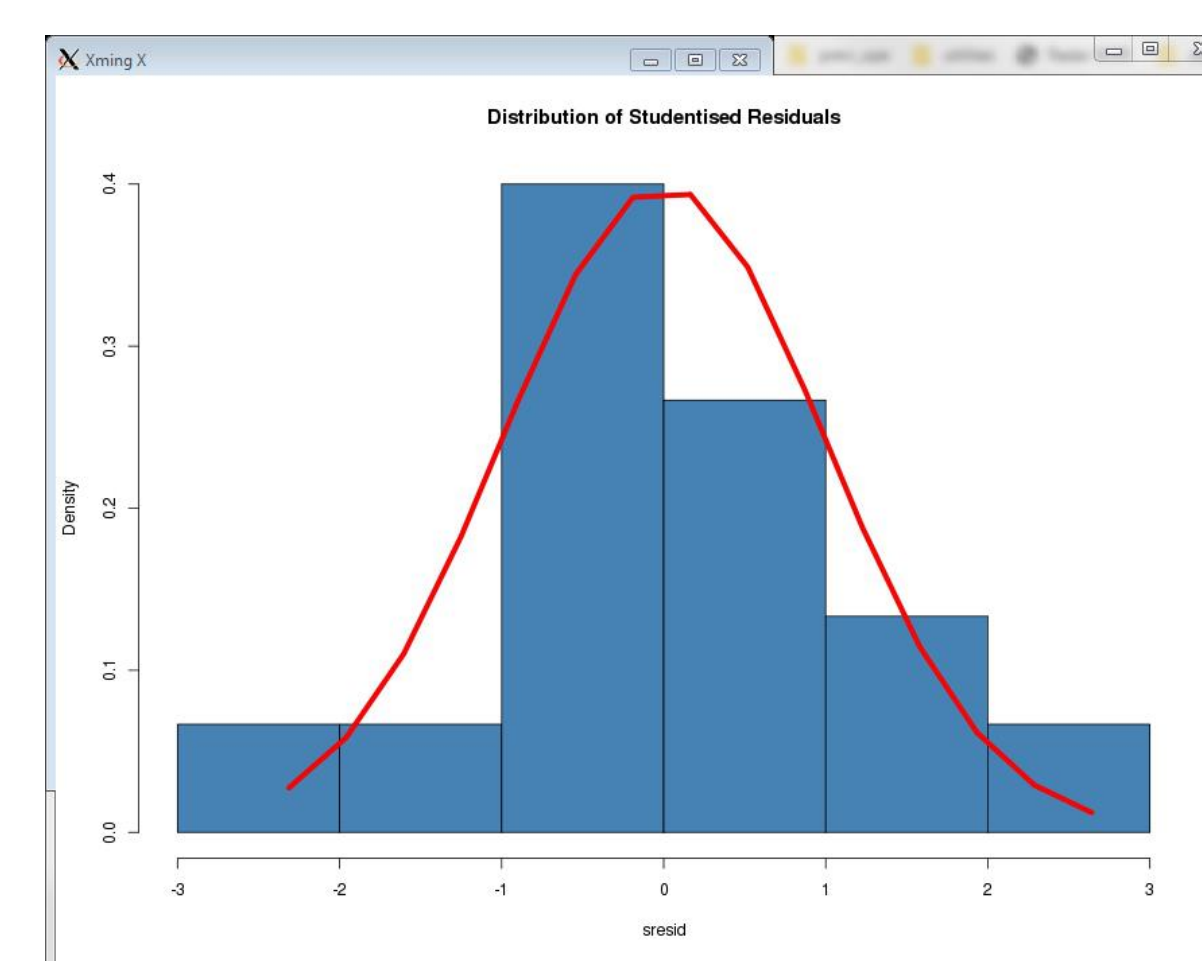 Xming X
Distribution of Studentised Residuals
Density
0.4
0.3
0.2
0.1
0.0
-3 -2 -1 0 1 2 3
sresid